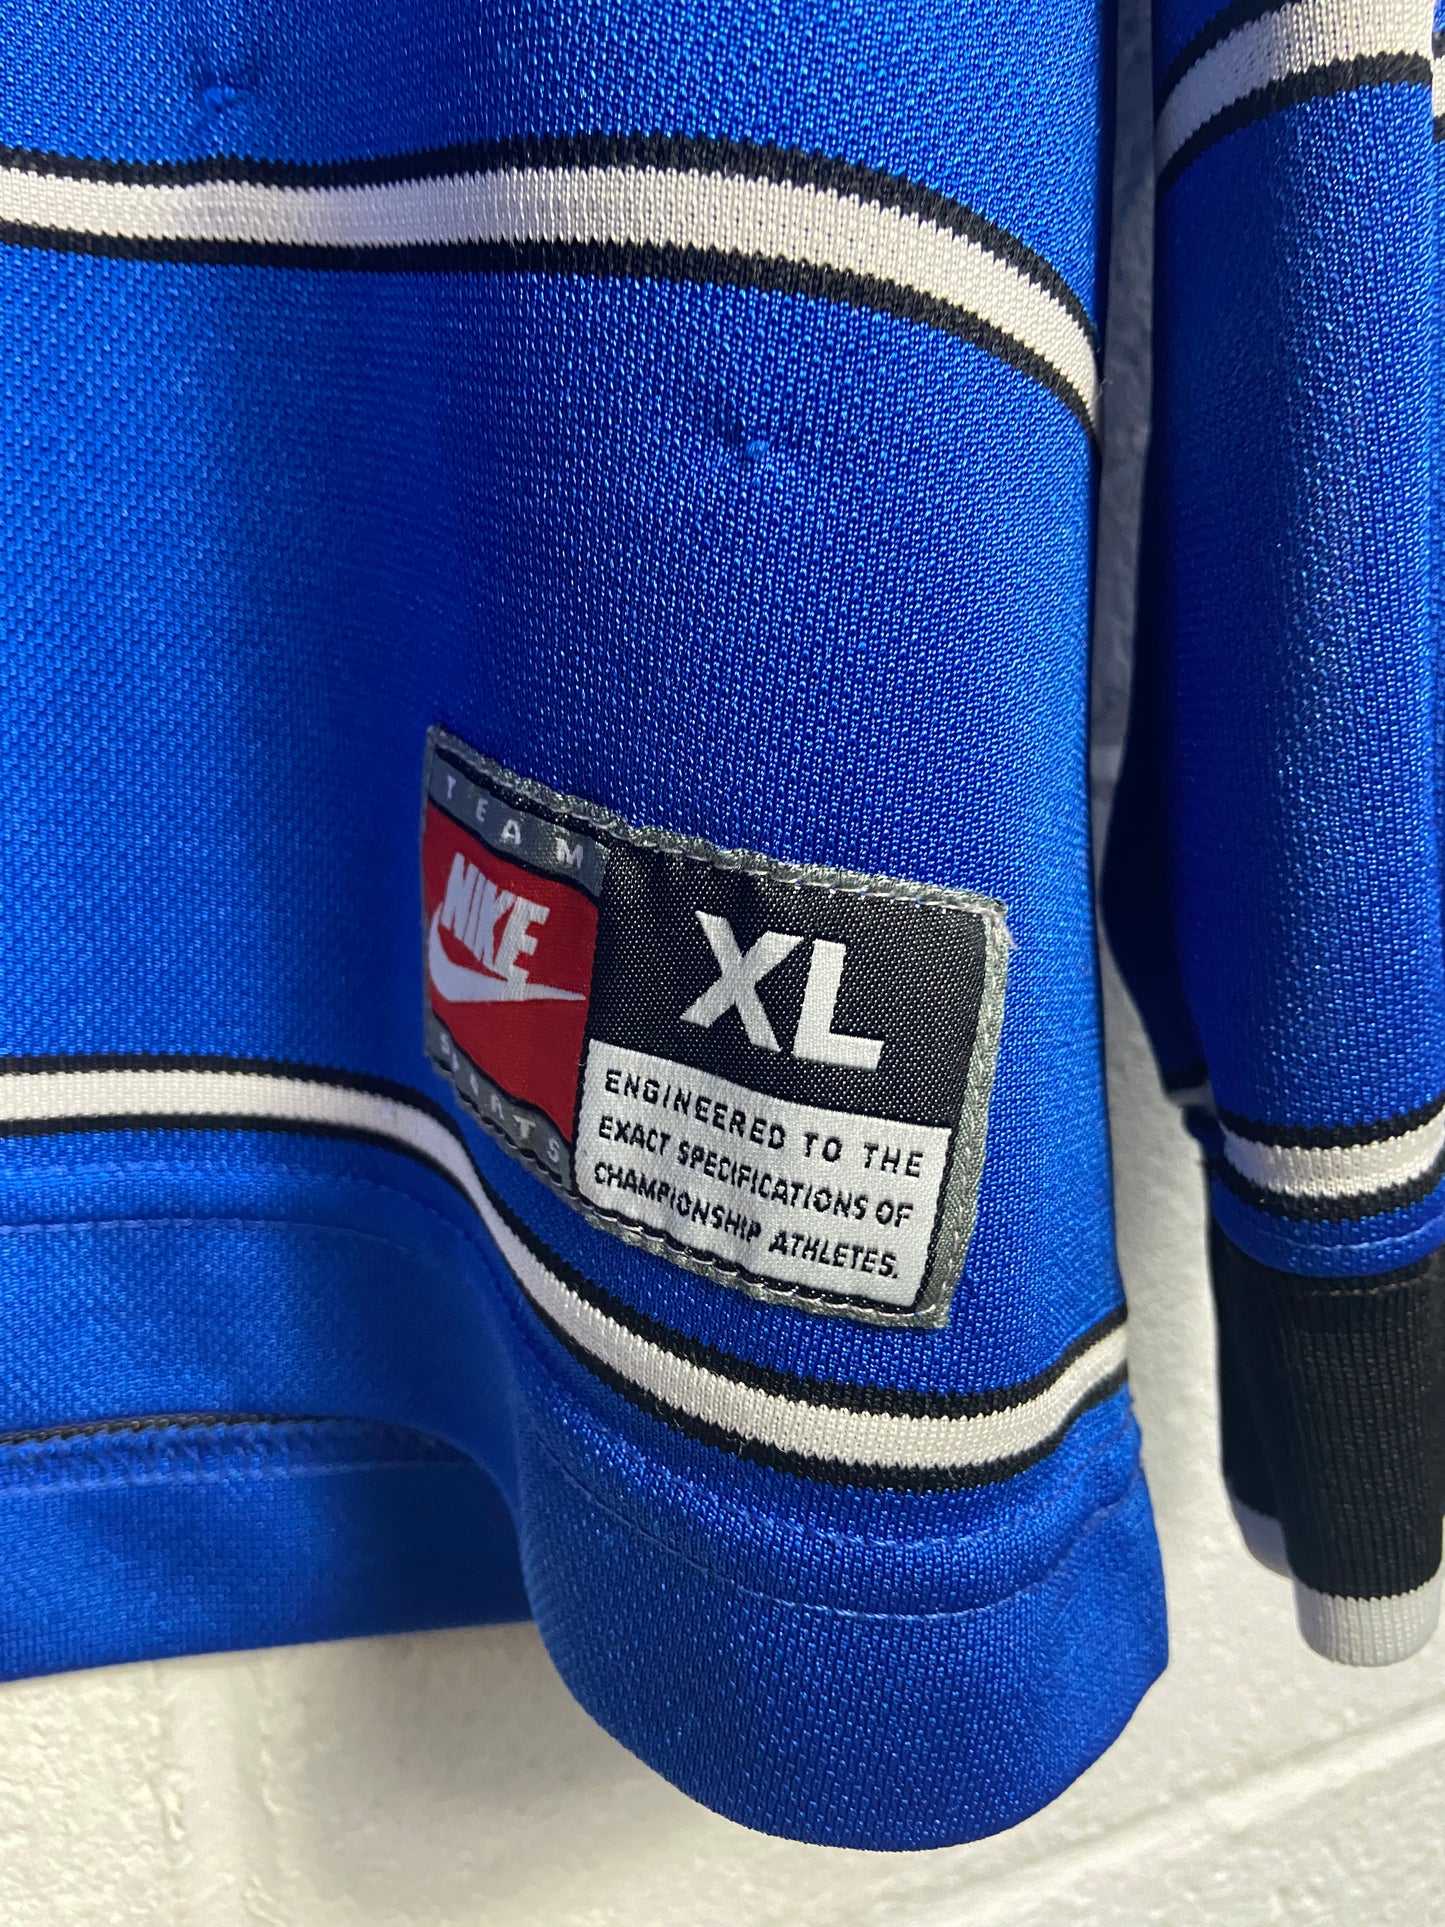 TEAM
NIKE
SPORTS
XL
ENGINEERED TO THE
EXACT SPECIFICATIONS OF
CHAMPIONSHIP ATHLETES.